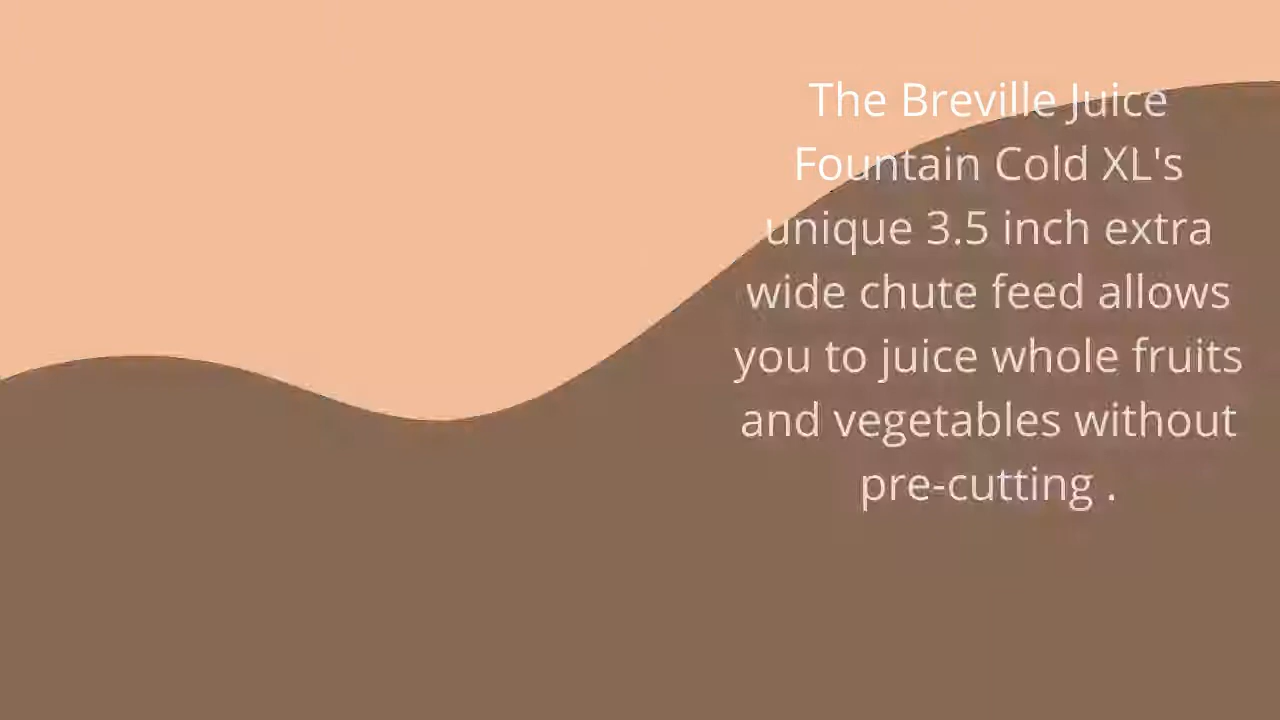 The Breville Juice
Fountain Cold XL's
unique 3.5 inch extra
wide chute feed allows
you to juice whole fruits
and vegetables without
pre-cutting .